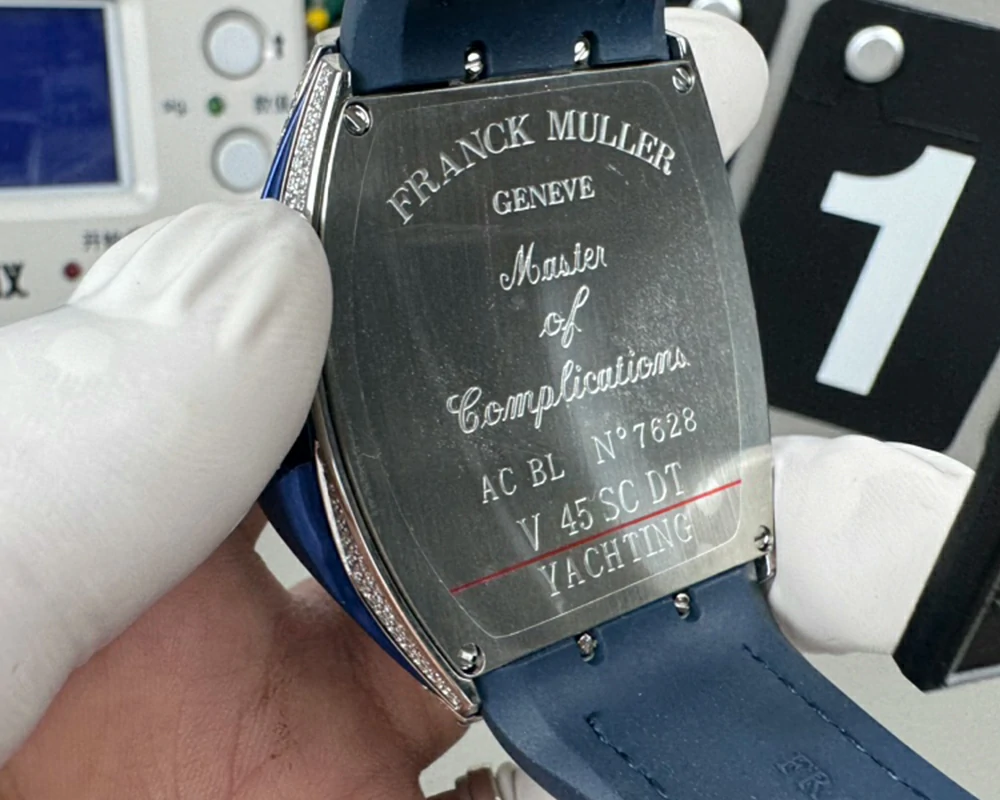 FRANCK MULLER
GENEVE
Master
of
Complications
AC BL N° 7628
V 45 SC DT
YACHTING
1